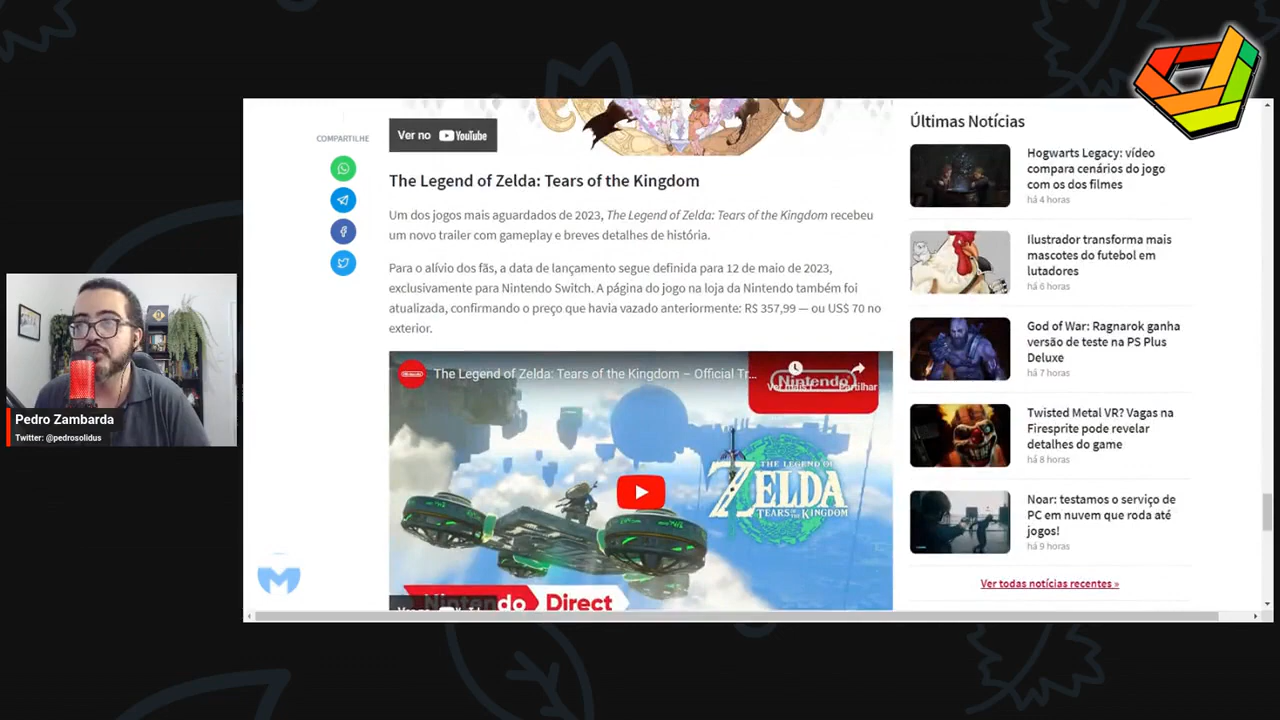 COMPARTILHE
Ver no YouTube
The Legend of Zelda: Tears of the Kingdom
Um dos jogos mais aguardados de 2023, The Legend of Zelda: Tears of the Kingdom recebeu
um novo trailer com gameplay e breves detalhes de história.
Para o alívio dos fãs, a data de lançamento segue definida para 12 de maio de 2023,
exclusivamente para Nintendo Switch. A página do jogo na loja da Nintendo também foi
atualizada, confirmando o preço que havia vazado anteriormente: R$ 357,99 — ou US$ 70 no
exterior.
The Legend of Zelda: Tears of the Kingdom – Official Tr...
Nintendo
Ver mais t...
Partilhar
THE LEGEND OF
ZELDA
TEARS OF THE KINGDOM
Nintendo Direct
Últimas Notícias
Hogwarts Legacy: vídeo
compara cenários do jogo
com os dos filmes
há 4 horas
Ilustrador transforma mais
mascotes do futebol em
lutadores
há 6 horas
God of War: Ragnarok ganha
versão de teste na PS Plus
Deluxe
há 7 horas
Twisted Metal VR? Vagas na
Firesprite pode revelar
detalhes do game
há 8 horas
Noar: testamos o serviço de
PC em nuvem que roda até
jogos!
há 9 horas
Ver todas notícias recentes »
Pedro Zambarda
Twitter: @pedrosolidus